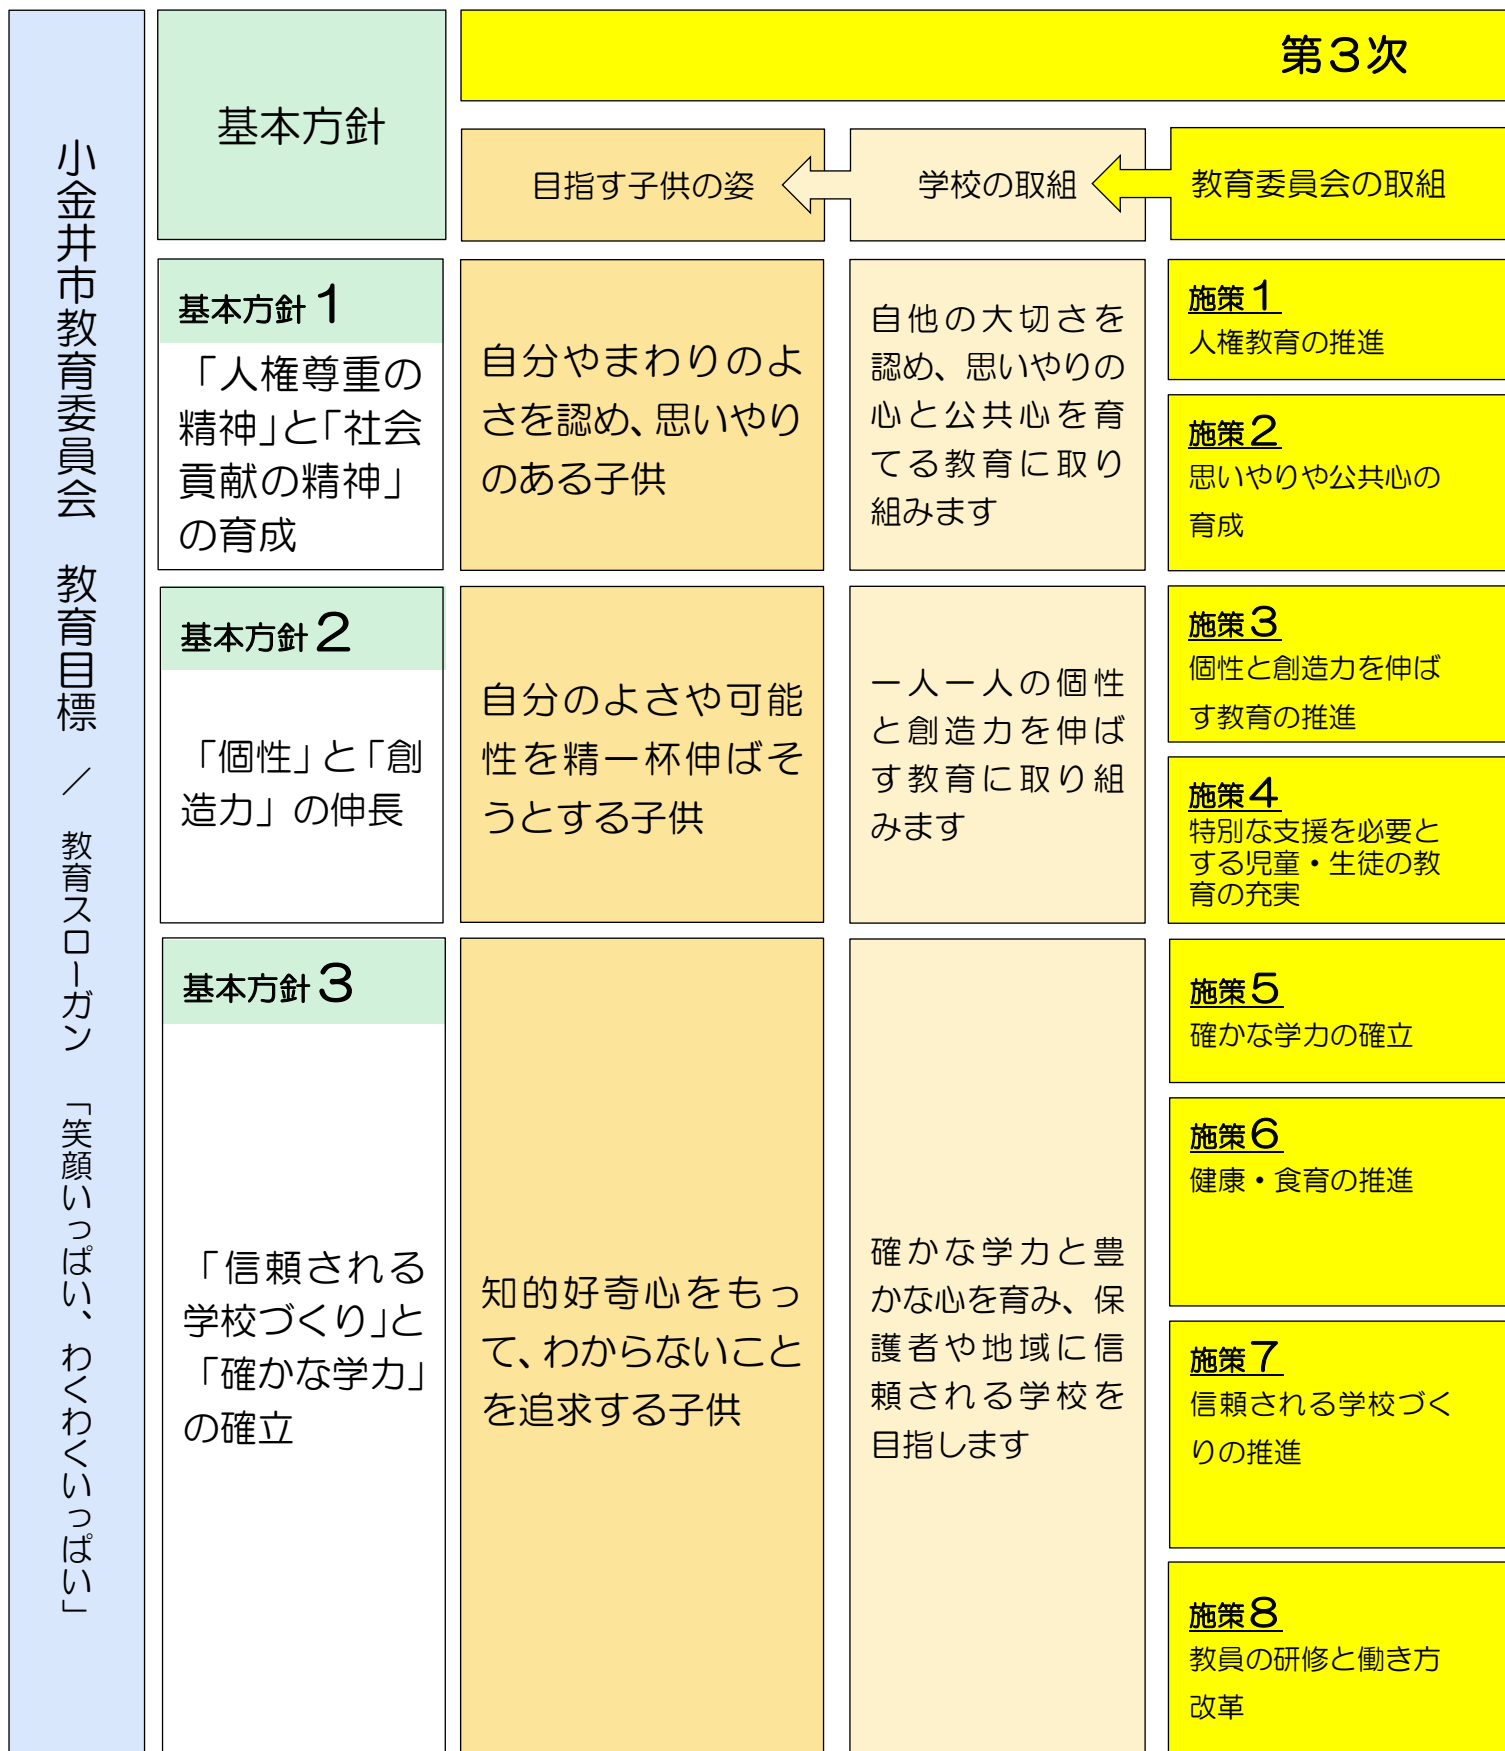 小金井市教育委員会　教育目標　／　教育スローガン　「笑顔いっぱい、わくわくいっぱい」
基本方針
第３次
目指す子供の姿
学校の取組
教育委員会の取組
基本方針１
「人権尊重の
精神」と「社会
貢献の精神」
の育成
自分やまわりのよ
さを認め、思いやり
のある子供
自他の大切さを
認め、思いやりの
心と公共心を育
てる教育に取り
組みます
施策１
人権教育の推進
施策２
思いやりや公共心の
育成
基本方針２
「個性」と「創
造力」の伸長
自分のよさや可能
性を精一杯伸ばそ
うとする子供
一人一人の個性
と創造力を伸ば
す教育に取り組
みます
施策３
個性と創造力を伸ば
す教育の推進
施策４
特別な支援を必要と
する児童・生徒の教
育の充実
基本方針３
「信頼される
学校づくり」と
「確かな学力」
の確立
知的好奇心をもっ
て、わからないこと
を追求する子供
確かな学力と豊
かな心を育み、保
護者や地域に信
頼される学校を
目指します
施策５
確かな学力の確立
施策６
健康・食育の推進
施策７
信頼される学校づく
りの推進
施策８
教員の研修と働き方
改革